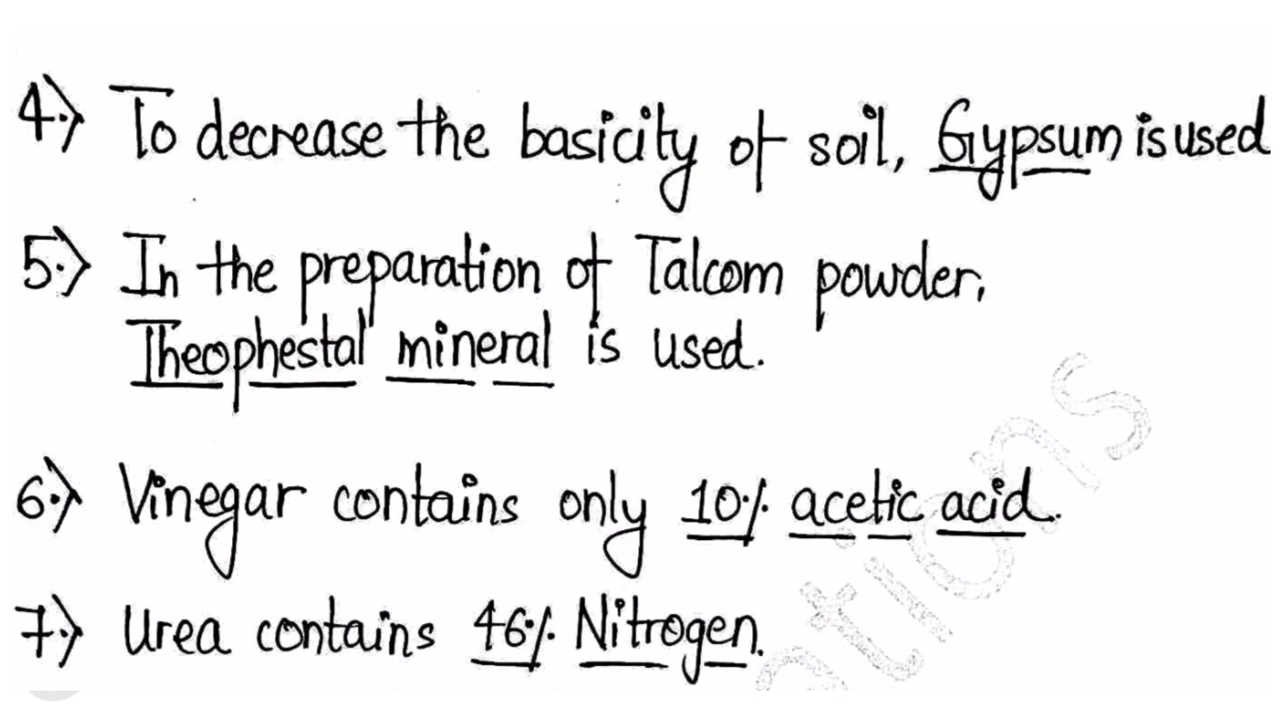 4.) To decrease the basicity of soil, Gypsum is used
5.) In the preparation of Talcom powder,
Theophestal mineral is used.
6.) Vinegar contains only 10% acetic acid.
7.) Urea contains 46% Nitrogen.
ations